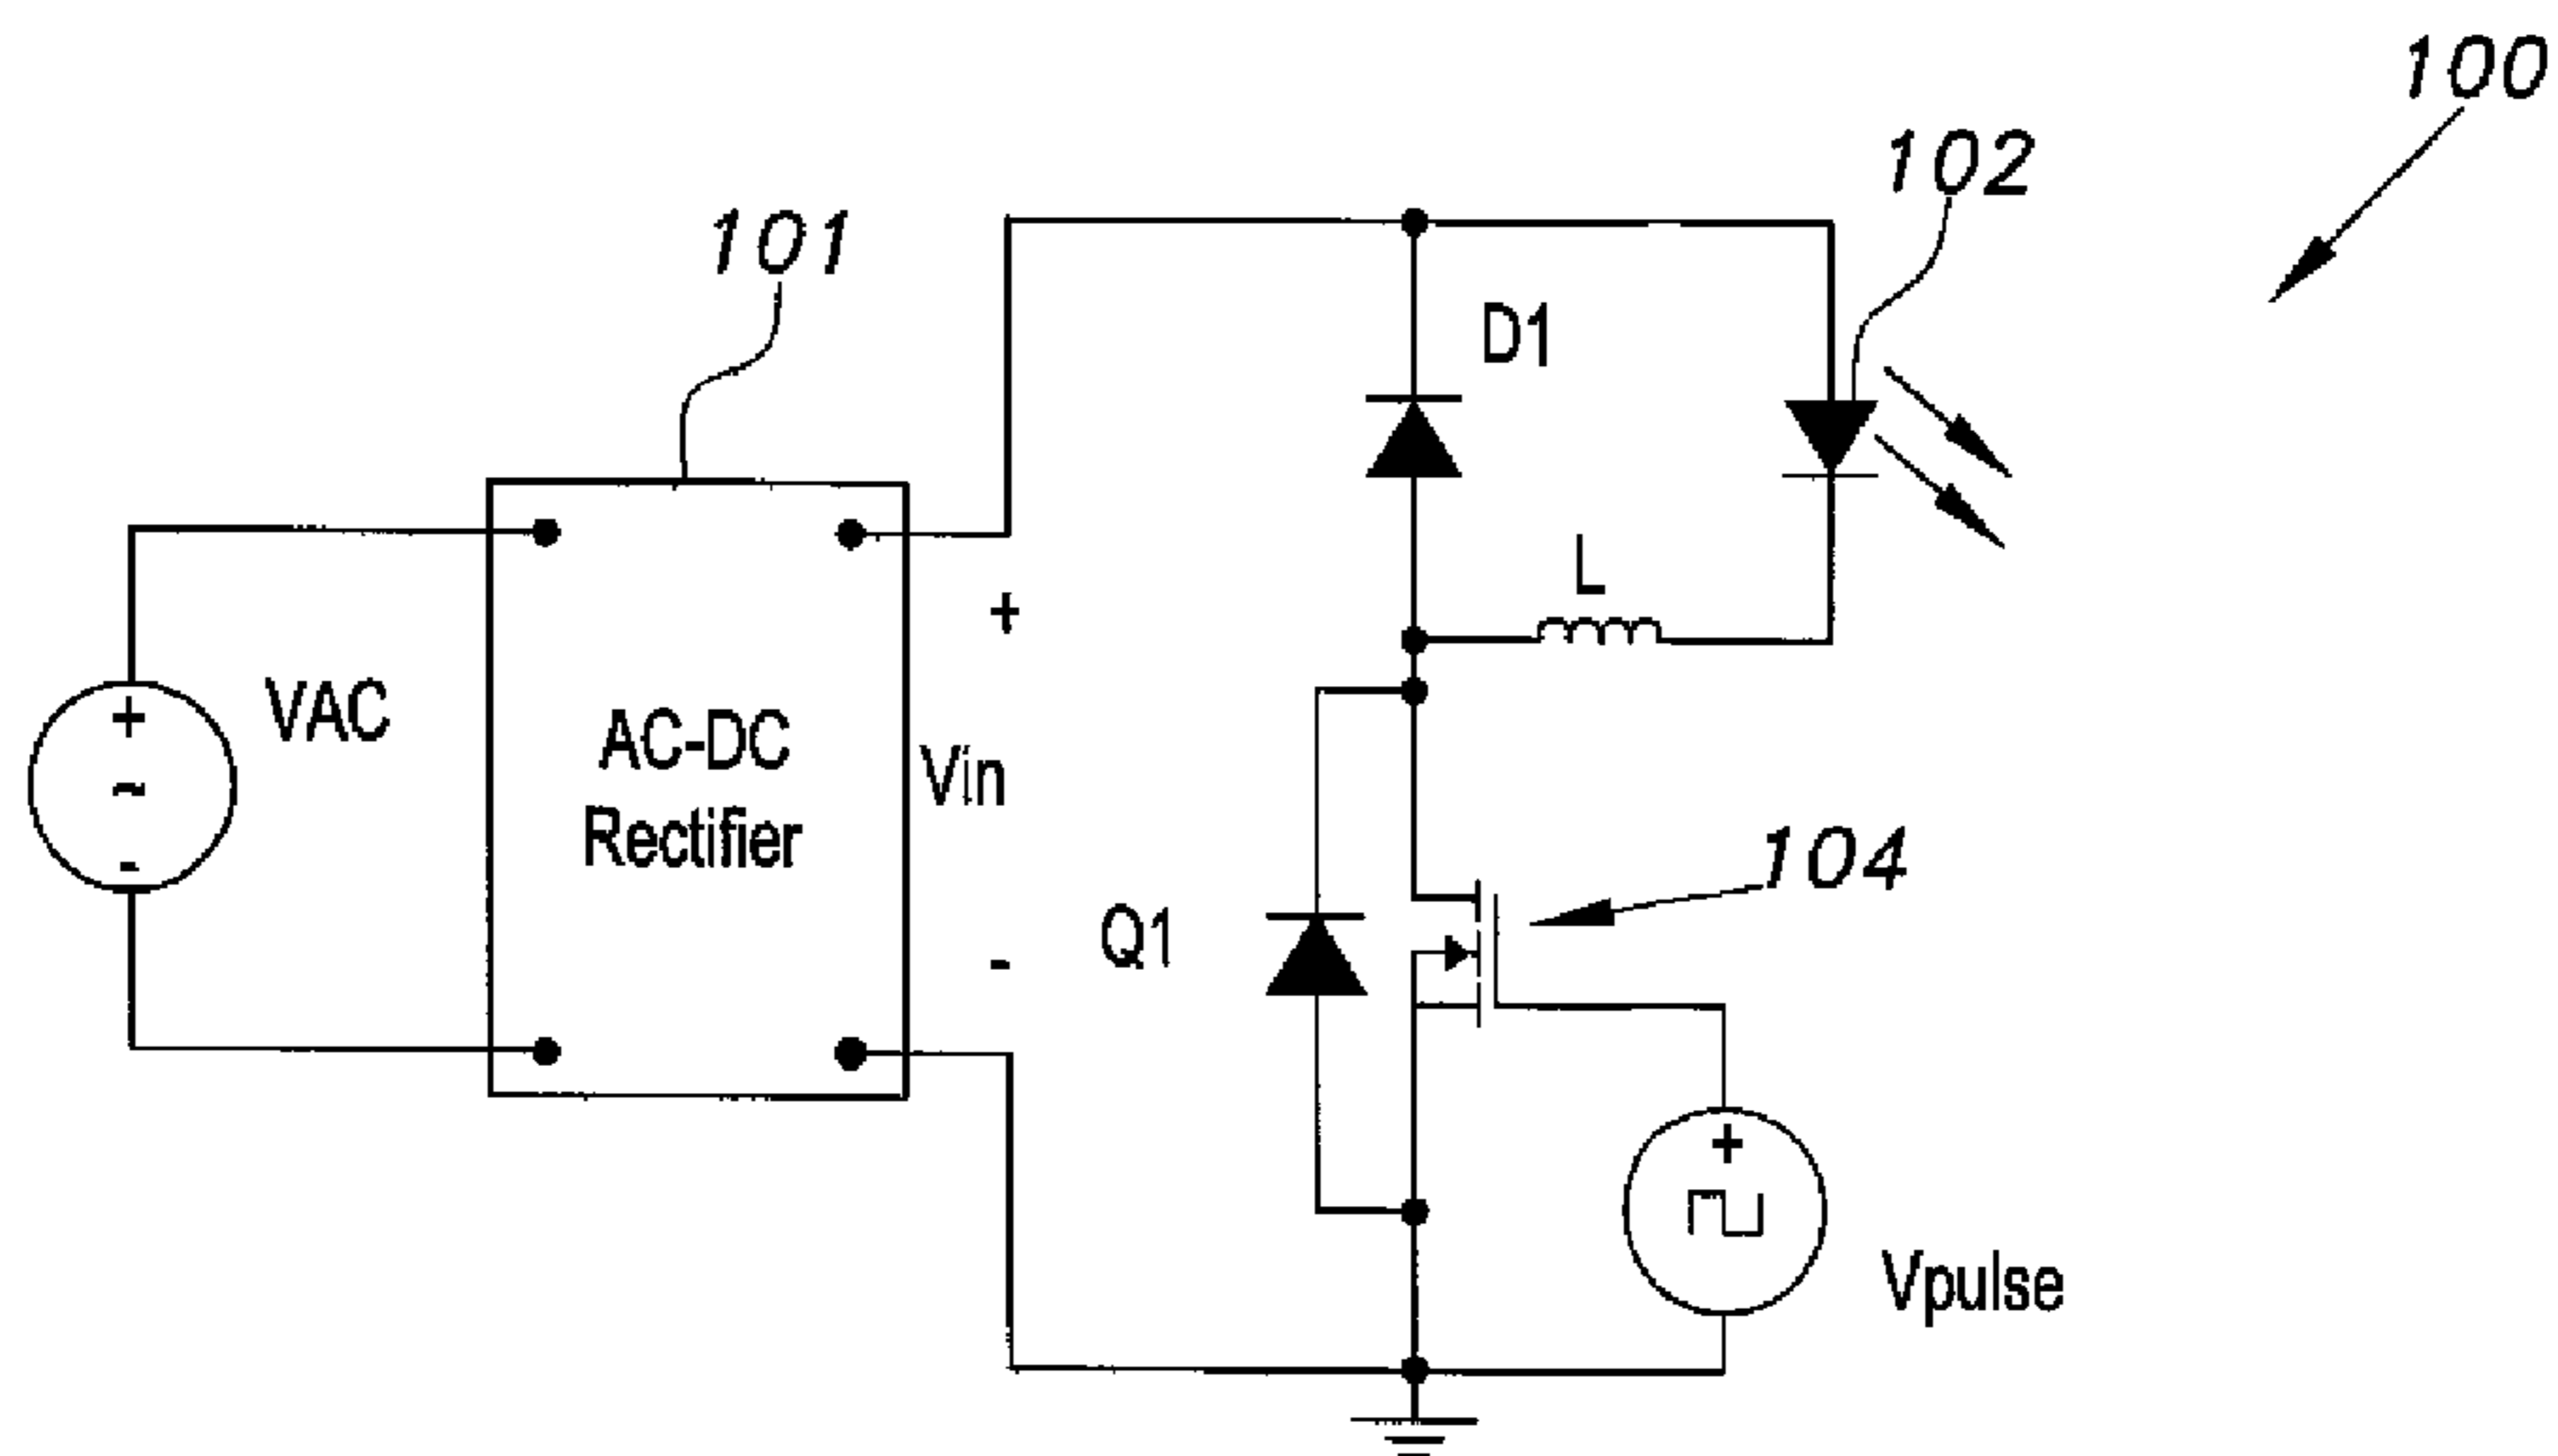 100
102
101
D1
L
+
VAC
+
~
-
AC-DC
Rectifier
Vin
-
104
Q1
+
Vpulse